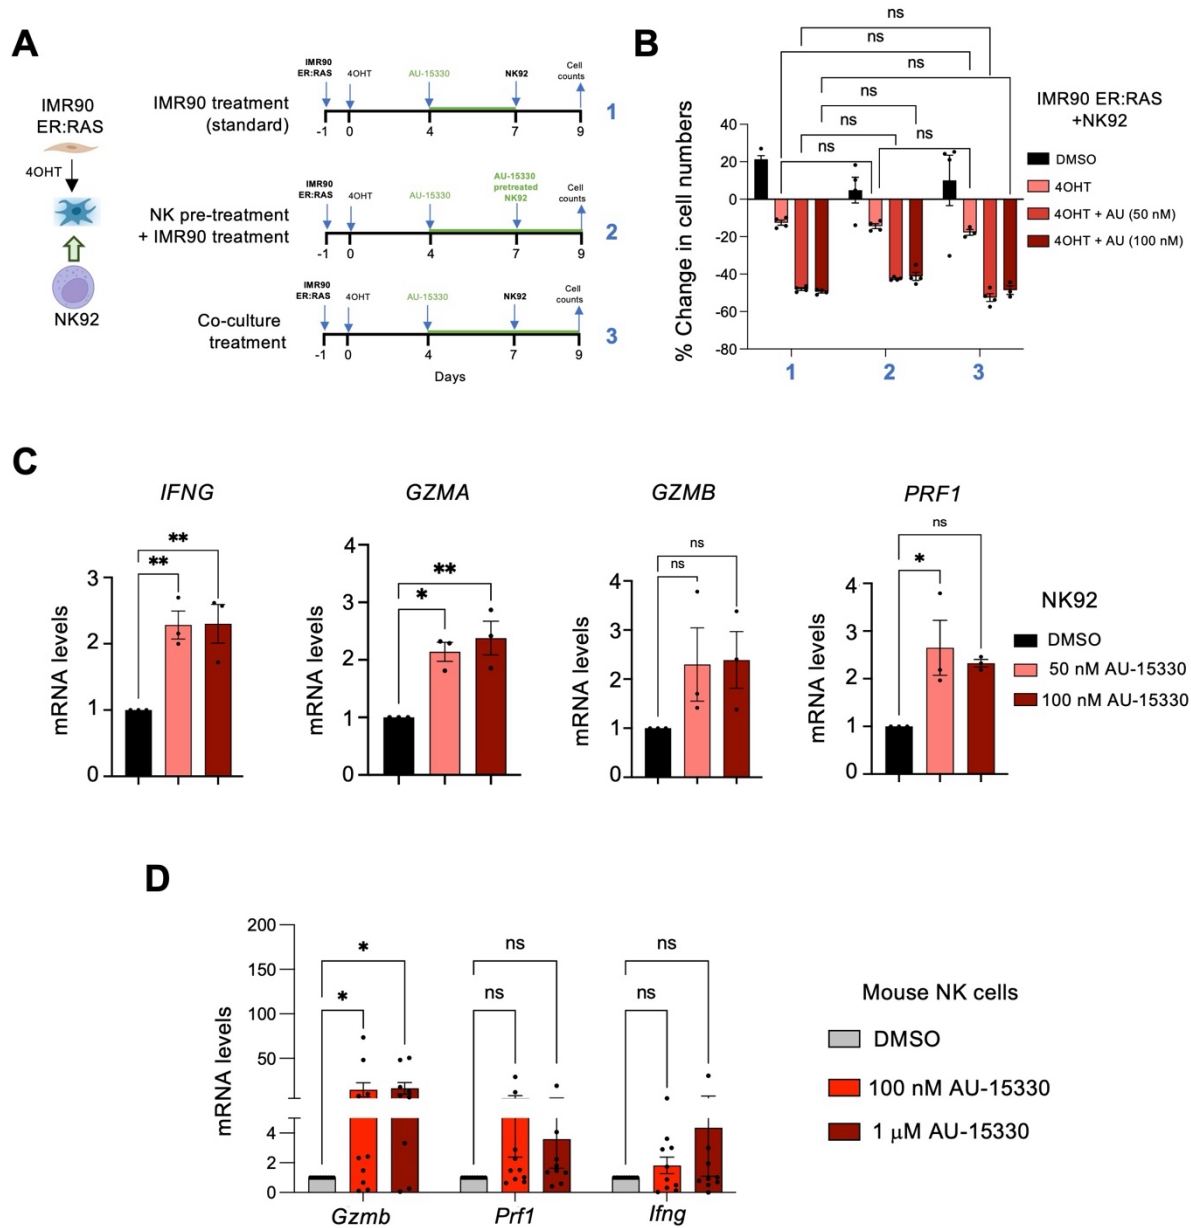 A
IMR90
ER:RAS
4OHT
NK92
IMR90 treatment
(standard)
IMR90
ER:RAS
4OHT
AU-15330
NK92
Cell
counts
-1
0
4
7
9
1
NK pre-treatment
+ IMR90 treatment
IMR90
ER:RAS
4OHT
AU-15330
AU-15330
pretreated
NK92
Cell
counts
-1
0
4
7
9
2
Co-culture
treatment
IMR90
ER:RAS
4OHT
AU-15330
NK92
Cell
counts
-1
0
4
7
9
3
Days
B
ns
ns
ns
ns
ns
ns
ns
% Change in cell numbers
40
20
0
-20
-40
-60
-80
1
2
3
IMR90 ER:RAS
+NK92
DMSO
4OHT
4OHT + AU (50 nM)
4OHT + AU (100 nM)
C
IFNG
mRNA levels
3
2
1
0
**
**
GZMA
mRNA levels
4
3
2
1
0
**
*
GZMB
mRNA levels
4
3
2
1
0
ns
ns
PRF1
mRNA levels
4
3
2
1
0
ns
*
NK92
DMSO
50 nM AU-15330
100 nM AU-15330
D
mRNA levels
200
150
100
50
4
2
0
*
*
ns
ns
ns
ns
Gzmb
Prf1
Ifng
Mouse NK cells
DMSO
100 nM AU-15330
1 μM AU-15330